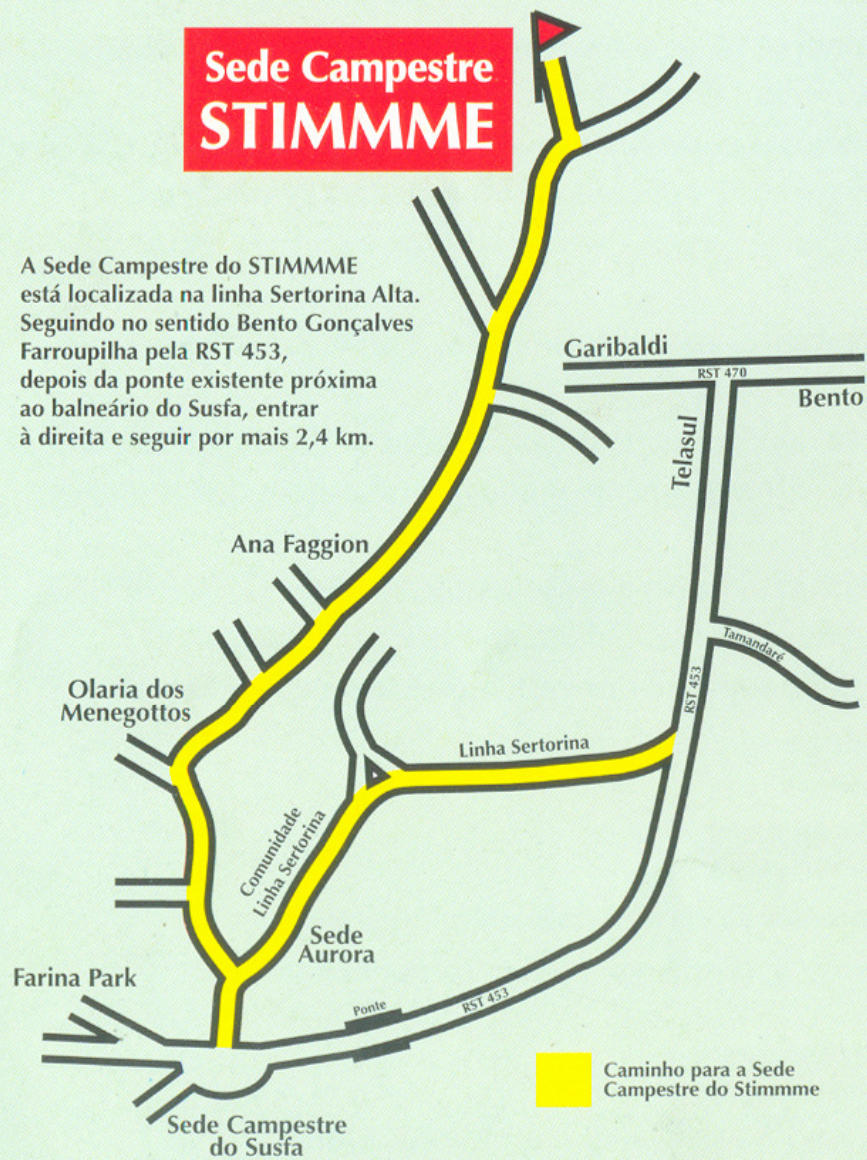 Sede Campestre
STIMMME
A Sede Campestre do STIMMME
está localizada na linha Sertorina Alta.
Seguindo no sentido Bento Gonçalves
Farroupilha pela RST 453,
depois da ponte existente próxima
ao balneário do Susfa, entrar
à direita e seguir por mais 2,4 km.
Garibaldi
RST 470
Bento
Telasul
Ana Faggion
Tamandaré
Olaria dos
Menegottos
RST 453
Linha Sertorina
Comunidade
Linha Sertorina
Sede
Aurora
Farina Park
Ponte
RST 453
Caminho para a Sede
Campestre do Stimmme
Sede Campestre
do Susfa